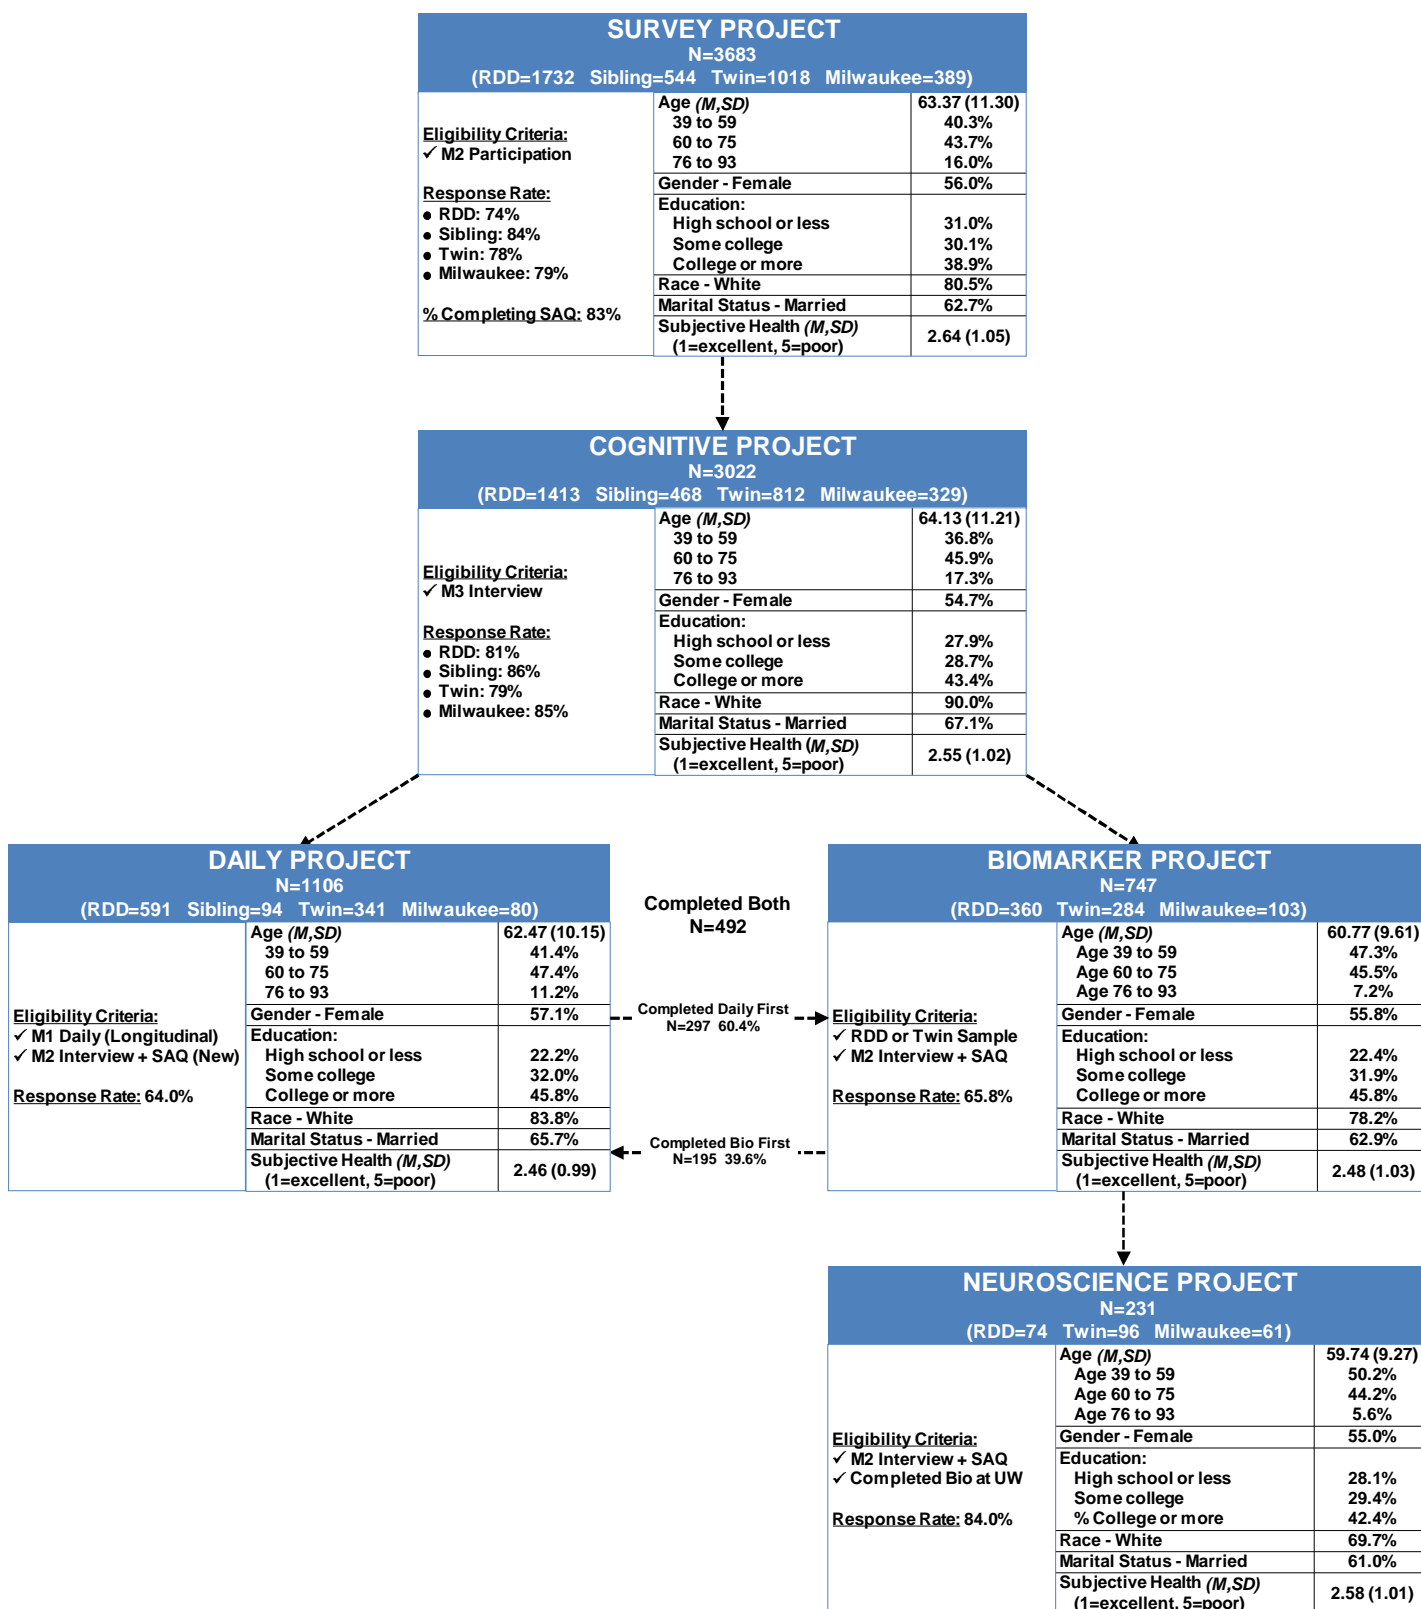 SURVEY PROJECT
N=3683
(RDD=1732 Sibling=544 Twin=1018 Milwaukee=389)
Eligibility Criteria:
✓ M2 Participation
Response Rate:
● RDD: 74%
● Sibling: 84%
● Twin: 78%
● Milwaukee: 79%
% Completing SAQ: 83%
Age (M,SD) 63.37 (11.30)
39 to 59 40.3%
60 to 75 43.7%
76 to 93 16.0%
Gender - Female 56.0%
Education:
High school or less 31.0%
Some college 30.1%
College or more 38.9%
Race - White 80.5%
Marital Status - Married 62.7%
Subjective Health (M,SD)
(1=excellent, 5=poor) 2.64 (1.05)
COGNITIVE PROJECT
N=3022
(RDD=1413 Sibling=468 Twin=812 Milwaukee=329)
Eligibility Criteria:
✓ M3 Interview
Response Rate:
● RDD: 81%
● Sibling: 86%
● Twin: 79%
● Milwaukee: 85%
Age (M,SD) 64.13 (11.21)
39 to 59 36.8%
60 to 75 45.9%
76 to 93 17.3%
Gender - Female 54.7%
Education:
High school or less 27.9%
Some college 28.7%
College or more 43.4%
Race - White 90.0%
Marital Status - Married 67.1%
Subjective Health (M,SD)
(1=excellent, 5=poor) 2.55 (1.02)
DAILY PROJECT
N=1106
(RDD=591 Sibling=94 Twin=341 Milwaukee=80)
Eligibility Criteria:
✓ M1 Daily (Longitudinal)
✓ M2 Interview + SAQ (New)
Response Rate: 64.0%
Age (M,SD) 62.47 (10.15)
39 to 59 41.4%
60 to 75 47.4%
76 to 93 11.2%
Gender - Female 57.1%
Education:
High school or less 22.2%
Some college 32.0%
College or more 45.8%
Race - White 83.8%
Marital Status - Married 65.7%
Subjective Health (M,SD)
(1=excellent, 5=poor) 2.46 (0.99)
Completed Both
N=492
Completed Daily First
N=297 60.4%
Completed Bio First
N=195 39.6%
BIOMARKER PROJECT
N=747
(RDD=360 Twin=284 Milwaukee=103)
Eligibility Criteria:
✓ RDD or Twin Sample
✓ M2 Interview + SAQ
Response Rate: 65.8%
Age (M,SD) 60.77 (9.61)
Age 39 to 59 47.3%
Age 60 to 75 45.5%
Age 76 to 93 7.2%
Gender - Female 55.8%
Education:
High school or less 22.4%
Some college 31.9%
College or more 45.8%
Race - White 78.2%
Marital Status - Married 62.9%
Subjective Health (M,SD)
(1=excellent, 5=poor) 2.48 (1.03)
NEUROSCIENCE PROJECT
N=231
(RDD=74 Twin=96 Milwaukee=61)
Eligibility Criteria:
✓ M2 Interview + SAQ
✓ Completed Bio at UW
Response Rate: 84.0%
Age (M,SD) 59.74 (9.27)
Age 39 to 59 50.2%
Age 60 to 75 44.2%
Age 76 to 93 5.6%
Gender - Female 55.0%
Education:
High school or less 28.1%
Some college 29.4%
% College or more 42.4%
Race - White 69.7%
Marital Status - Married 61.0%
Subjective Health (M,SD)
(1=excellent, 5=poor) 2.58 (1.01)